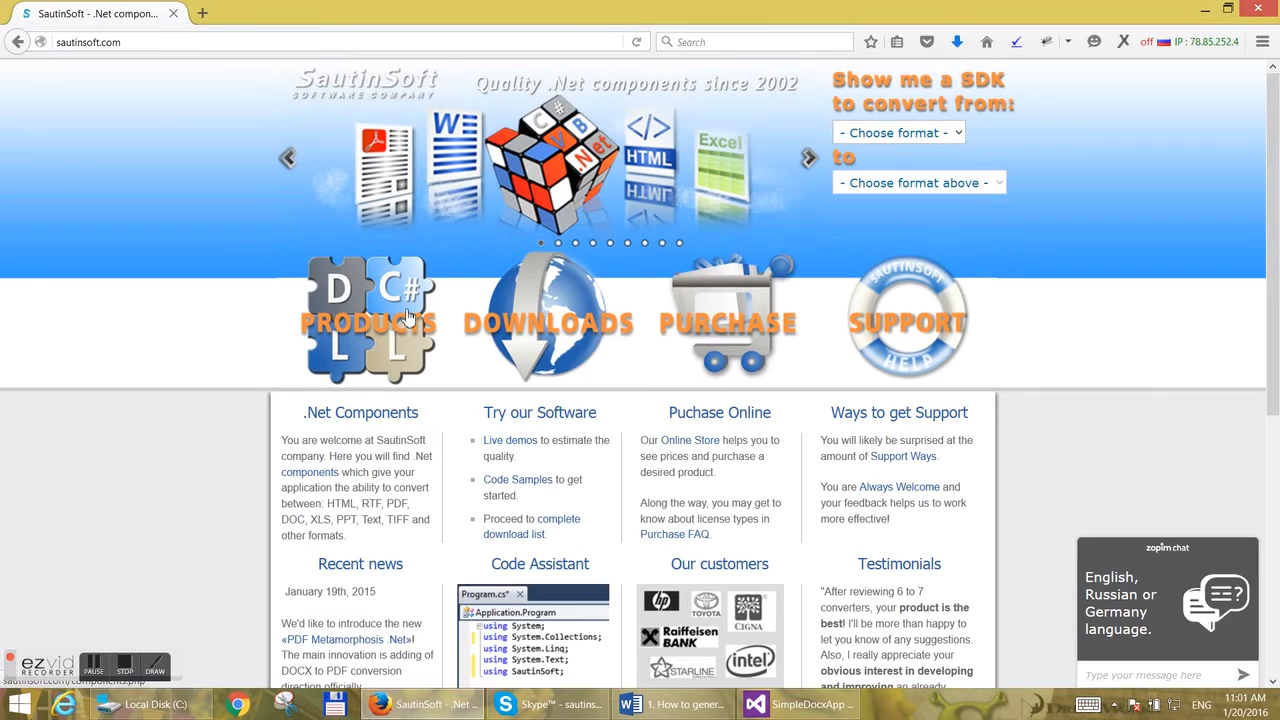 SautinSoft - .Net compon...
sautinsoft.com
Search
off IP : 78.85.252.4
SautinSoft
SOFTWARE COMPANY
Quality .Net components since 2002
Show me a SDK
to convert from:
- Choose format -
to
- Choose format above -
W
C#
VB
.Net
</>
HTML
Excel
D C#
L L
PRODUCTS
DOWNLOADS
PURCHASE
SAUTINSOFT
SUPPORT
HELP
.Net Components
You are welcome at SautinSoft
company. Here you will find .Net
components which give your
application the ability to convert
between: HTML, RTF, PDF,
DOC, XLS, PPT, Text, TIFF and
other formats.
Try our Software
Live demos to estimate the
quality.
Code Samples to get
started.
Proceed to complete
download list.
Puchase Online
Our Online Store helps you to
see prices and purchase a
desired product.
Along the way, you may get to
know about license types in
Purchase FAQ.
Ways to get Support
You will likely be surprised at the
amount of Support Ways.
You are Always Welcome and
your feedback helps us to work
more effective!
Recent news
January 19th, 2015
We'd like to introduce the new
«PDF Metamorphosis .Net»!
The main innovation is adding of
DOCX to PDF conversion
direction officially.
Code Assistant
Program.cs*
Application.Program
using System;
using System.Collections;
using System.Linq;
using System.Text;
using SautinSoft;
Our customers
hp
TOYOTA
CIGNA
Raiffeisen
BANK
STARLINE
intel
Testimonials
"After reviewing 6 to 7
converters, your product is the
best! I'll be more than happy to
let you know of any suggestions.
Also, I really appreciate your
obvious interest in developing
and improving an already
zopim chat
English,
Russian or
German
language.
Type your message here
ezvid
RECORDER
PAUSE
STOP
DRAW
sautinsoft.com/components.php
Local Disk (C:)
SautinSoft - .Net ...
Skype™ - sautins...
1. How to gener...
SimpleDocxApp ...
ENG
11:01 AM
1/20/2016